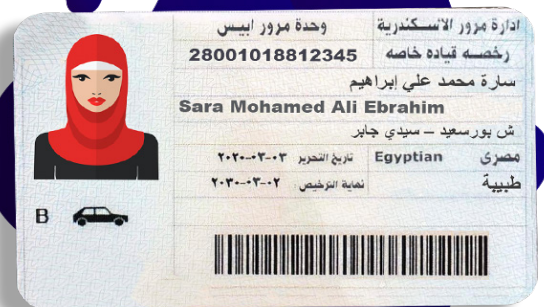 ادارة مرور الاسكندرية وحدة مرور ابيس
رخصه قياده خاصه 28001018812345
سارة محمد علي إبراهيم
Sara Mohamed Ali Ebrahim
ش بورسعيد – سيدي جابر
مصرى Egyptian تاريخ التحرير ٢٠٢٠-٠٣-٠٣
طبيبة نهاية الترخيص ٢٠٣٠-٠٣-٠٢
B